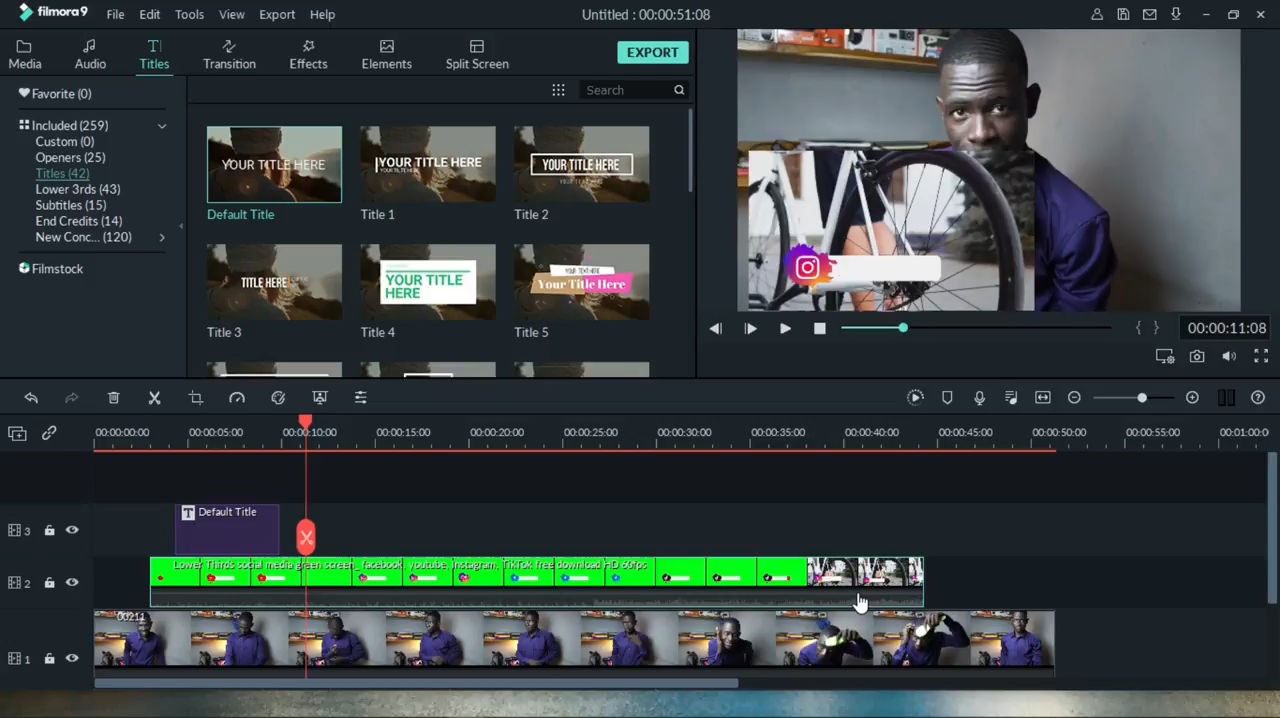 filmora9 File Edit Tools View Export Help Untitled : 00:00:51:08
Media Audio Titles Transition Effects Elements Split Screen EXPORT
Favorite (0)
Included (259)
Custom (0)
Openers (25)
Titles (42)
Lower 3rds (43)
Subtitles (15)
End Credits (14)
New Conc... (120)
Filmstock
Search
YOUR TITLE HERE
Default Title
YOUR TITLE HERE
Title 1
YOUR TITLE HERE
Title 2
TITLE HERE
Title 3
YOUR TITLE
HERE
Title 4
YOUR TEXT HERE
Your Title Here
Title 5
00:00:11:08
00:00:00:00 00:00:05:00 00:00:10:00 00:00:15:00 00:00:20:00 00:00:25:00 00:00:30:00 00:00:35:00 00:00:40:00 00:00:45:00 00:00:50:00 00:00:55:00 00:01:00:0
3
T Default Title
2
Lower Thirds social media green screen_ facebook, youtube, Instagram, TikTok free download HD 60fps
1
00211